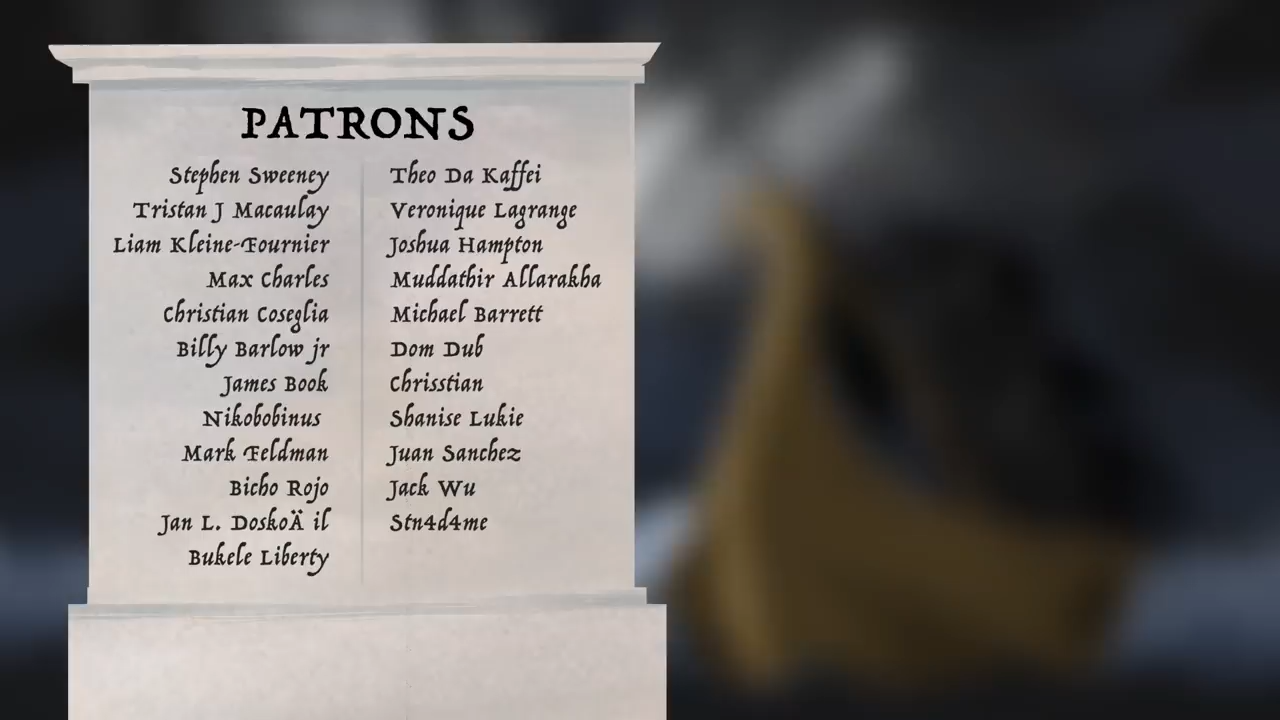 PATRONS
Stephen Sweeney
Tristan J Macaulay
Liam Kleine-Fournier
Max Charles
Christian Coseglia
Billy Barlow jr
James Book
Nikobobinus
Mark Feldman
Bicho Rojo
Jan L. DoskoÄ il
Bukele Liberty
Theo Da Kaffei
Veronique Lagrange
Joshua Hampton
Muddathir Allarakha
Michael Barrett
Dom Dub
Chrisstian
Shanise Lukie
Juan Sanchez
Jack Wu
Stn4d4me